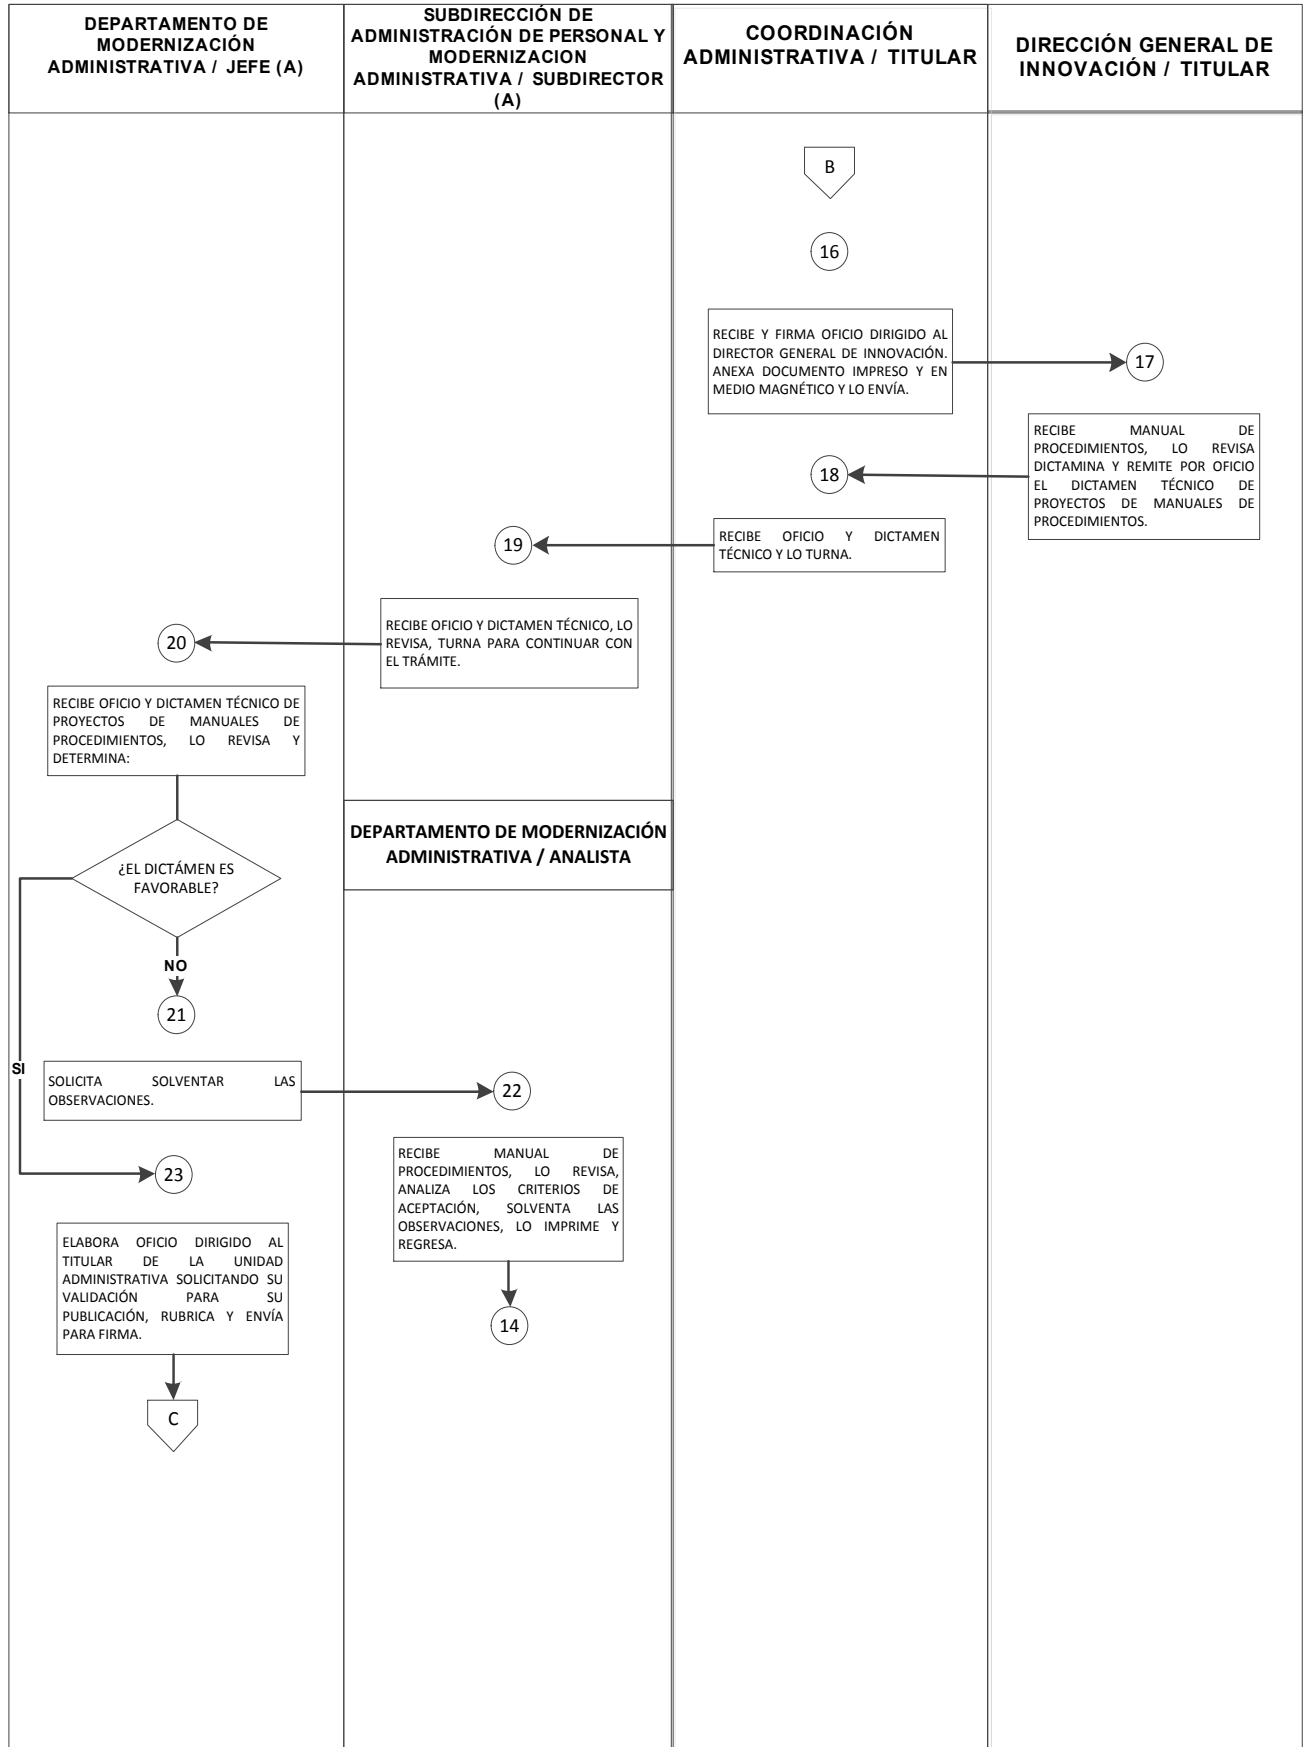 DEPARTAMENTO DE
MODERNIZACIÓN
ADMINISTRATIVA / JEFE (A)
SUBDIRECCIÓN DE
ADMINISTRACIÓN DE PERSONAL Y
MODERNIZACION
ADMINISTRATIVA / SUBDIRECTOR
(A)
COORDINACIÓN
ADMINISTRATIVA / TITULAR
DIRECCIÓN GENERAL DE
INNOVACIÓN / TITULAR
B
16
RECIBE Y FIRMA OFICIO DIRIGIDO AL
DIRECTOR GENERAL DE INNOVACIÓN.
ANEXA DOCUMENTO IMPRESO Y EN
MEDIO MAGNÉTICO Y LO ENVÍA.
17
RECIBE MANUAL DE
PROCEDIMIENTOS, LO REVISA
DICTAMINA Y REMITE POR OFICIO
EL DICTAMEN TÉCNICO DE
PROYECTOS DE MANUALES DE
PROCEDIMIENTOS.
18
RECIBE OFICIO Y DICTAMEN
TÉCNICO Y LO TURNA.
19
RECIBE OFICIO Y DICTAMEN TÉCNICO, LO
REVISA, TURNA PARA CONTINUAR CON
EL TRÁMITE.
20
RECIBE OFICIO Y DICTAMEN TÉCNICO DE
PROYECTOS DE MANUALES DE
PROCEDIMIENTOS, LO REVISA Y
DETERMINA:
¿EL DICTÁMEN ES
FAVORABLE?
DEPARTAMENTO DE MODERNIZACIÓN
ADMINISTRATIVA / ANALISTA
NO
21
SI
SOLICITA SOLVENTAR LAS
OBSERVACIONES.
22
RECIBE MANUAL DE
PROCEDIMIENTOS, LO REVISA,
ANALIZA LOS CRITERIOS DE
ACEPTACIÓN, SOLVENTA LAS
OBSERVACIONES, LO IMPRIME Y
REGRESA.
14
23
ELABORA OFICIO DIRIGIDO AL
TITULAR DE LA UNIDAD
ADMINISTRATIVA SOLICITANDO SU
VALIDACIÓN PARA SU
PUBLICACIÓN, RUBRICA Y ENVÍA
PARA FIRMA.
C